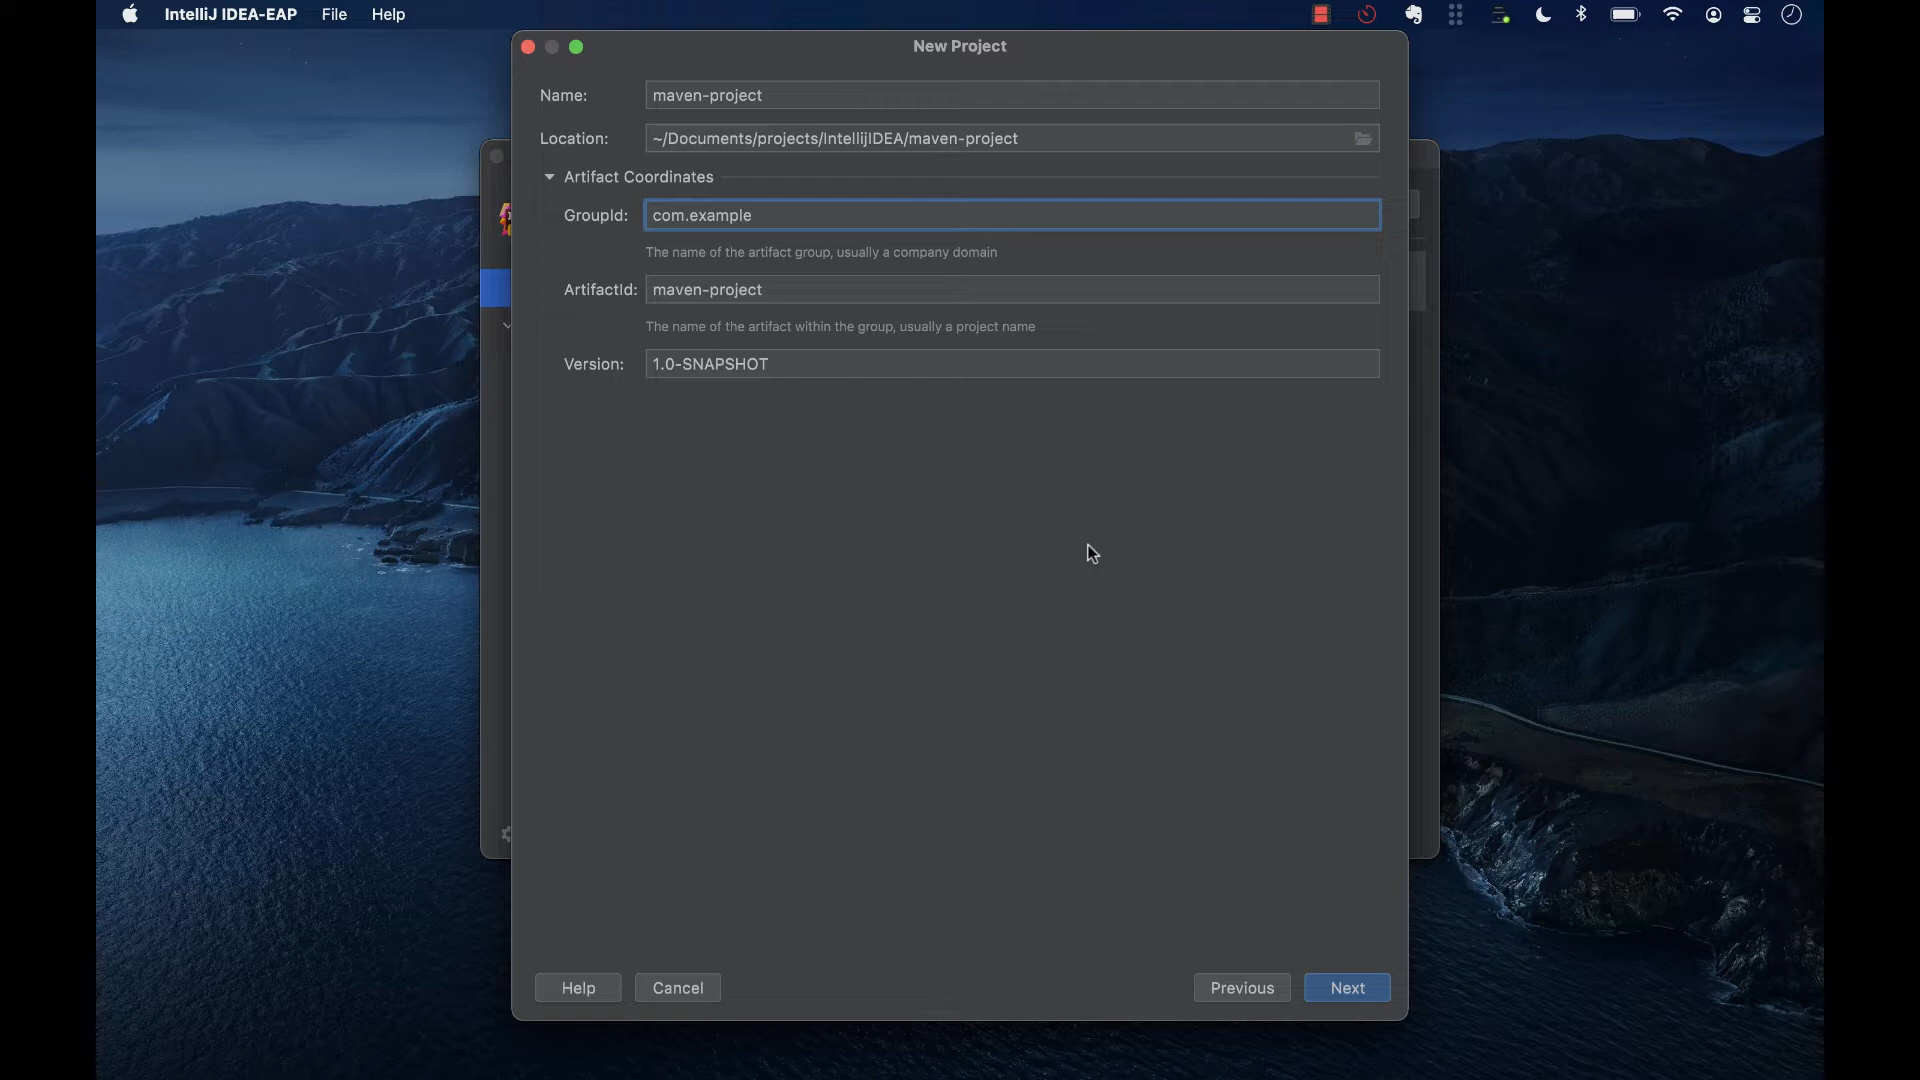 IntelliJ IDEA-EAP File Help
New Project
Name: maven-project
Location: ~/Documents/projects/IntellijIDEA/maven-project
Artifact Coordinates
GroupId: com.example
The name of the artifact group, usually a company domain
ArtifactId: maven-project
The name of the artifact within the group, usually a project name
Version: 1.0-SNAPSHOT
Help Cancel Previous Next